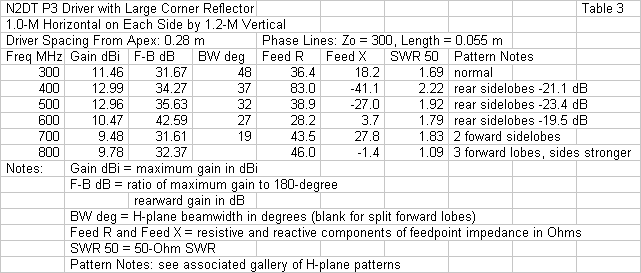 N2DT P3 Driver with Large Corner Reflector Table 3
1.0-M Horizontal on Each Side by 1.2-M Vertical
Driver Spacing From Apex: 0.28 m Phase Lines: Zo = 300, Length = 0.055 m
Freq MHz Gain dBi F-B dB BW deg Feed R Feed X SWR 50 Pattern Notes
300 11.46 31.67 48 36.4 18.2 1.69 normal
400 12.99 34.27 37 83.0 -41.1 2.22 rear sidelobes -21.1 dB
500 12.96 35.63 32 38.9 -27.0 1.92 rear sidelobes -23.4 dB
600 10.47 42.59 27 28.2 3.7 1.79 rear sidelobes -19.5 dB
700 9.48 31.61 19 43.5 27.8 1.83 2 foward sidelobes
800 9.78 32.37 46.0 -1.4 1.09 3 forward lobes, sides stronger
Notes: Gain dBi = maximum gain in dBi
F-B dB = ratio of maximum gain to 180-degree
rearward gain in dB
BW deg = H-plane beamwidth in degrees (blank for split forward lobes)
Feed R and Feed X = resistive and reactive components of feedpoint impedance in Ohms
SWR 50 = 50-Ohm SWR
Pattern Notes: see associated gallery of H-plane patterns